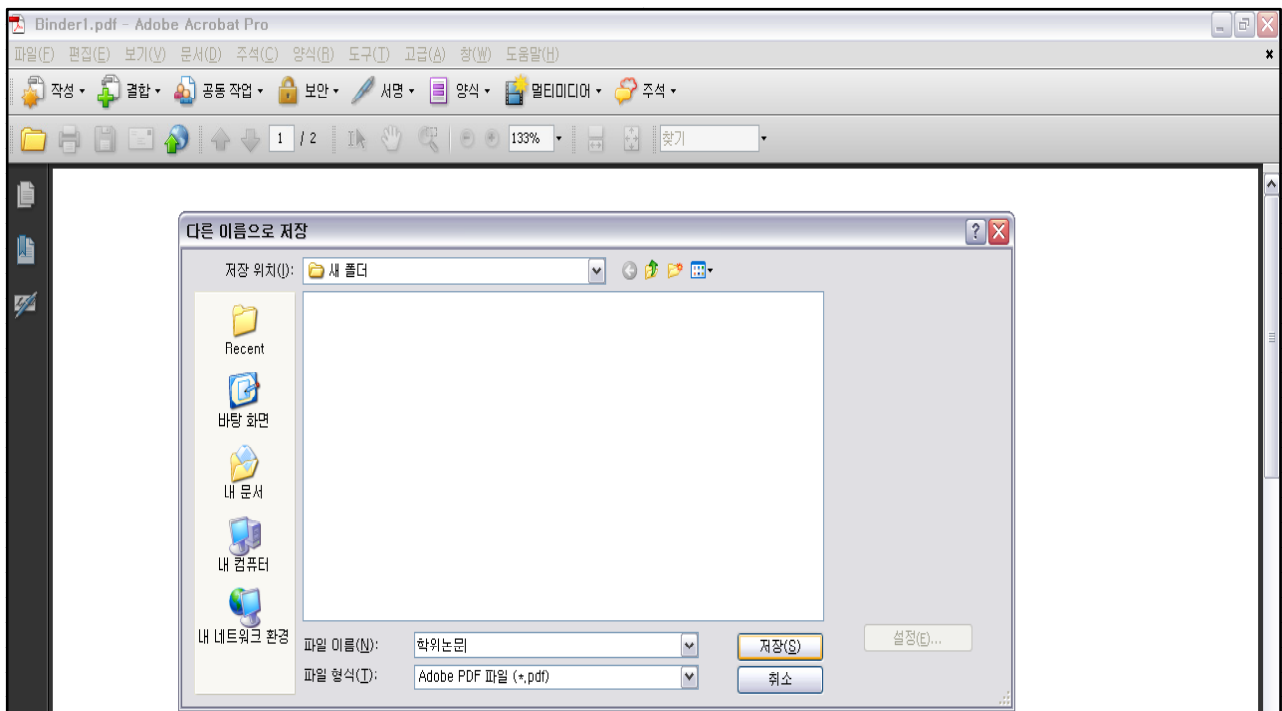 Binder1.pdf - Adobe Acrobat Pro
파일(F) 편집(E) 보기(V) 문서(D) 주석(C) 양식(R) 도구(T) 고급(A) 창(W) 도움말(H)
작성 결합 공동 작업 보안 서명 양식 멀티미디어 주석
1 / 2 133% 찾기
다른 이름으로 저장
저장 위치(I): 새 폴더
Recent
바탕 화면
내 문서
내 컴퓨터
내 네트워크 환경
파일 이름(N): 학위논문 저장(S) 설정(E)...
파일 형식(T): Adobe PDF 파일 (*.pdf) 취소